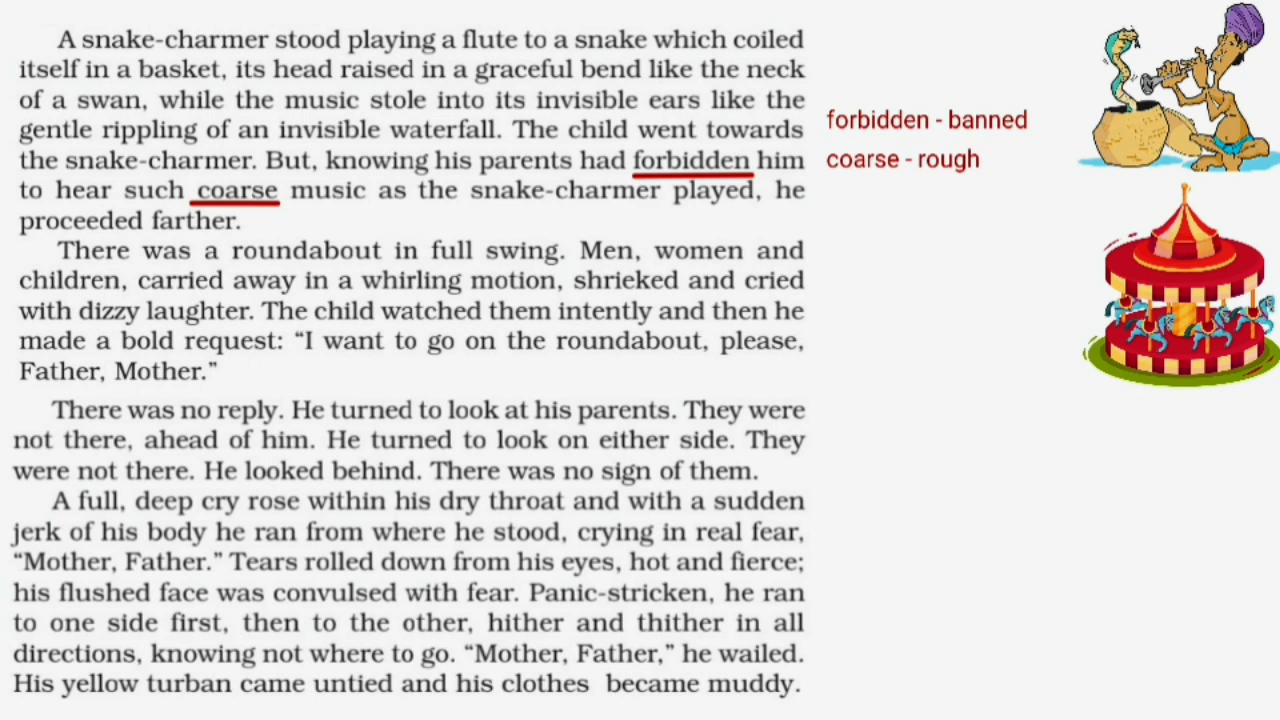 A snake-charmer stood playing a flute to a snake which coiled
itself in a basket, its head raised in a graceful bend like the neck
of a swan, while the music stole into its invisible ears like the
gentle rippling of an invisible waterfall. The child went towards
the snake-charmer. But, knowing his parents had forbidden him
to hear such coarse music as the snake-charmer played, he
proceeded farther.
There was a roundabout in full swing. Men, women and
children, carried away in a whirling motion, shrieked and cried
with dizzy laughter. The child watched them intently and then he
made a bold request: “I want to go on the roundabout, please,
Father, Mother.”
There was no reply. He turned to look at his parents. They were
not there, ahead of him. He turned to look on either side. They
were not there. He looked behind. There was no sign of them.
A full, deep cry rose within his dry throat and with a sudden
jerk of his body he ran from where he stood, crying in real fear,
“Mother, Father.” Tears rolled down from his eyes, hot and fierce;
his flushed face was convulsed with fear. Panic-stricken, he ran
to one side first, then to the other, hither and thither in all
directions, knowing not where to go. “Mother, Father,” he wailed.
His yellow turban came untied and his clothes became muddy.
forbidden - banned
coarse - rough